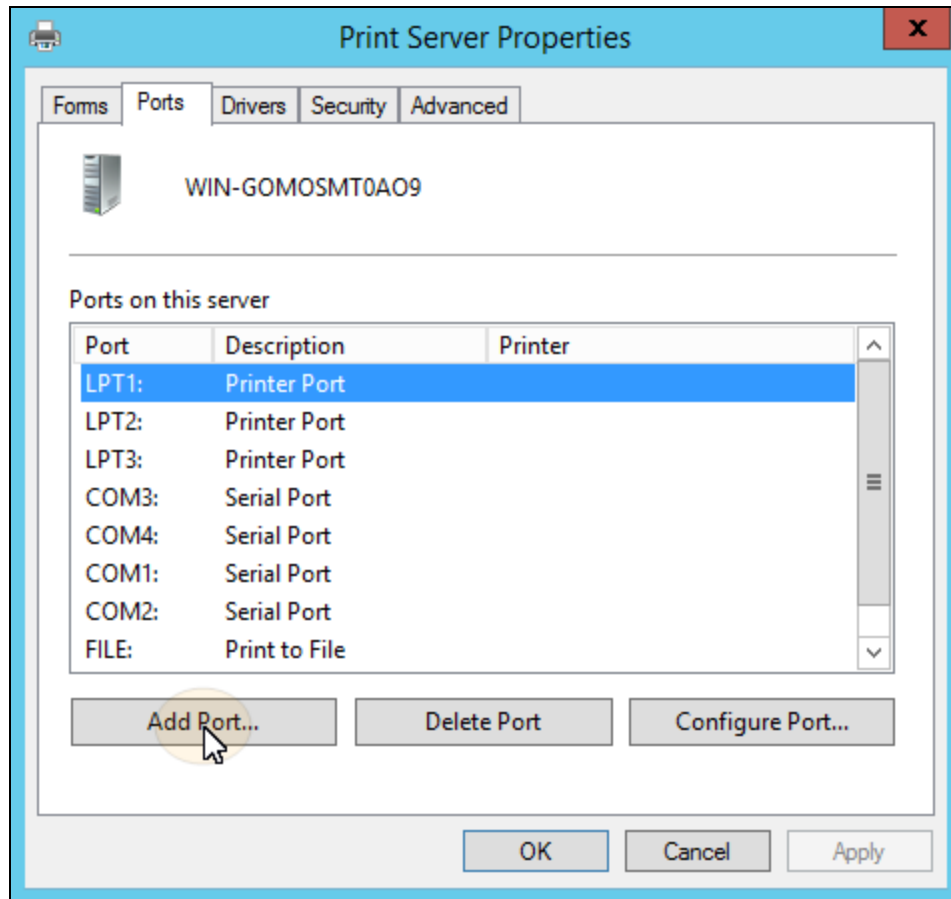 Print Server Properties
Forms Ports Drivers Security Advanced
WIN-GOMOSMT0AO9
Ports on this server
Port Description Printer
LPT1: Printer Port
LPT2: Printer Port
LPT3: Printer Port
COM3: Serial Port
COM4: Serial Port
COM1: Serial Port
COM2: Serial Port
FILE: Print to File
Add Port... Delete Port Configure Port...
OK Cancel Apply